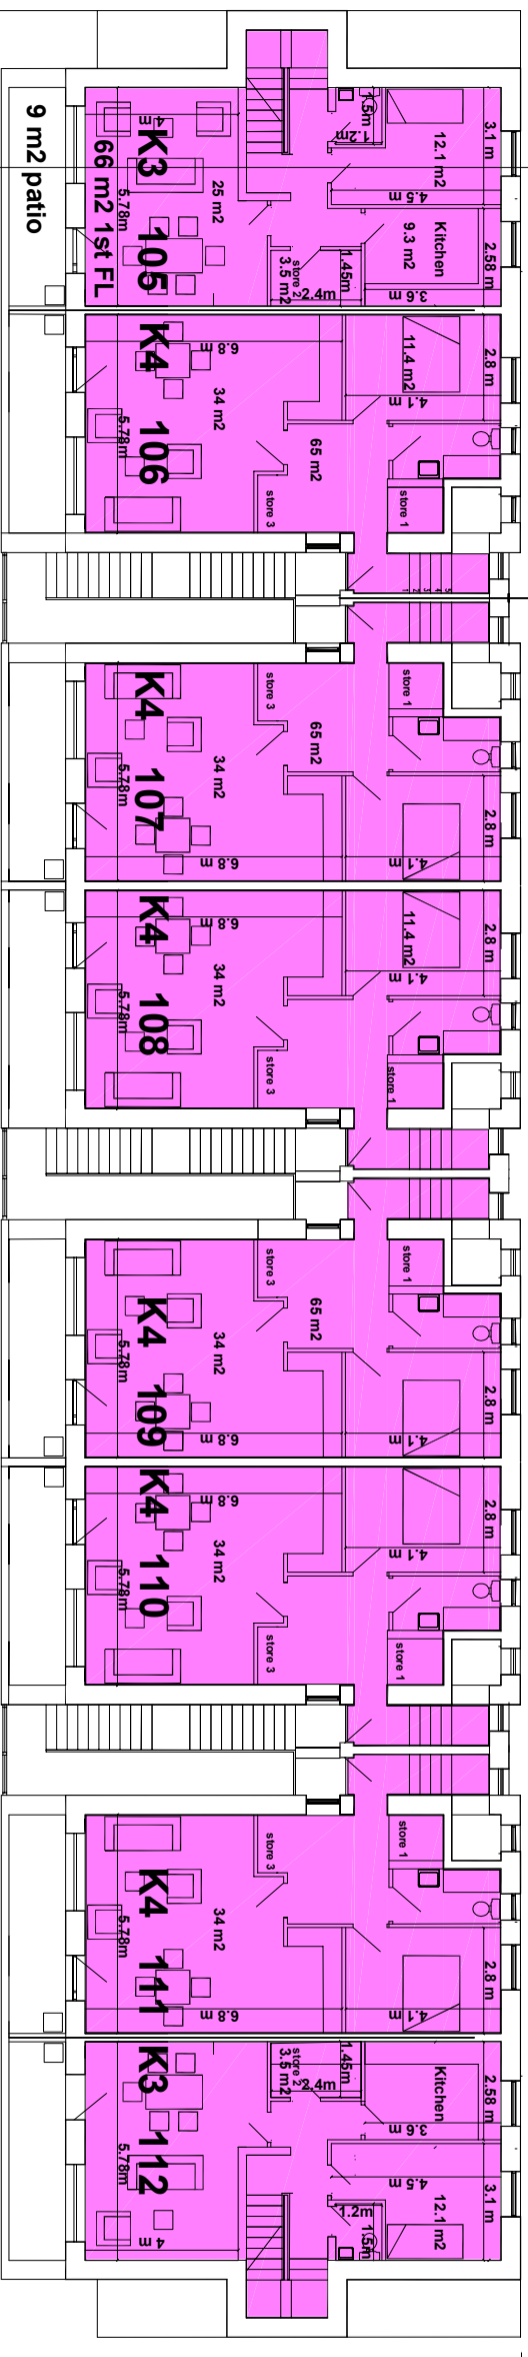 K3 105
66 m2 1st FL
9 m2 patio
25 m2
4 m
5.78m
1.5m
1.2m
12.1 m2
3.1 m
4.5 m
Kitchen
9.3 m2
2.58 m
3.6 m
store 2
3.5 m2
1.45m
2.4m
K4 106
6.8 m
34 m2
5.78m
65 m2
11.4 m2
2.8 m
4.1 m
store 3
store 1
1
2
3
4
5
K4 107
store 3
store 1
65 m2
34 m2
5.78m
6.8 m
4.1 m
2.8 m
K4 108
6.8 m
34 m2
5.78m
11.4 m2
2.8 m
4.1 m
store 3
store 1
K4 109
store 3
store 1
65 m2
34 m2
5.78m
6.8 m
4.1 m
2.8 m
K4 110
6.8 m
34 m2
5.78m
2.8 m
4.1 m
store 3
store 1
K4 111
store 3
store 1
34 m2
5.78m
6.8 m
4.1 m
2.8 m
K3 112
5.78m
4 m
store 2
3.5 m2
1.45m
2.4m
Kitchen
2.58 m
3.6 m
4.5 m
3.1 m
12.1 m2
1.2m
1.5m